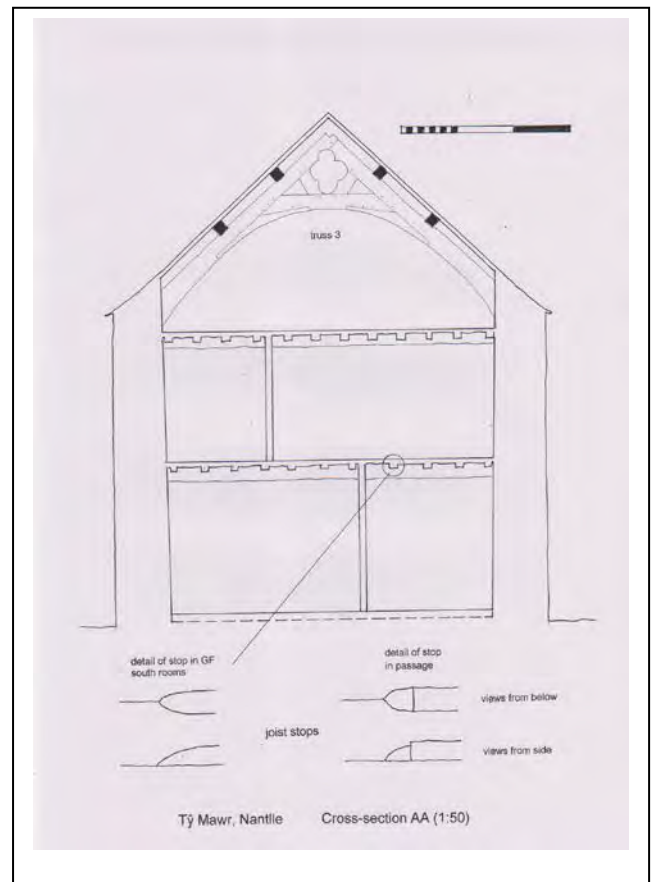 truss 3
detail of stop in GF
south rooms
detail of stop
in passage
views from below
joist stops
views from side
Tŷ Mawr, Nantlle Cross-section AA (1:50)